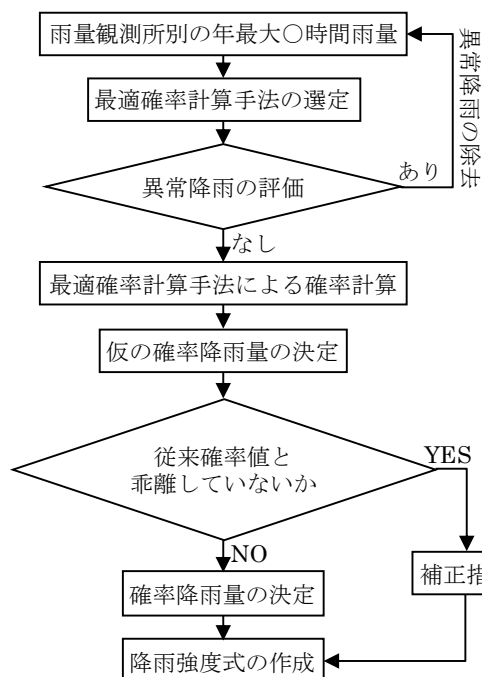 雨量観測所別の年最大○時間雨量
異常降雨の除去
最適確率計算手法の選定
異常降雨の評価
あり
なし
最適確率計算手法による確率計算
仮の確率降雨量の決定
従来確率値と
乖離していないか
YES
NO
補正措
確率降雨量の決定
降雨強度式の作成